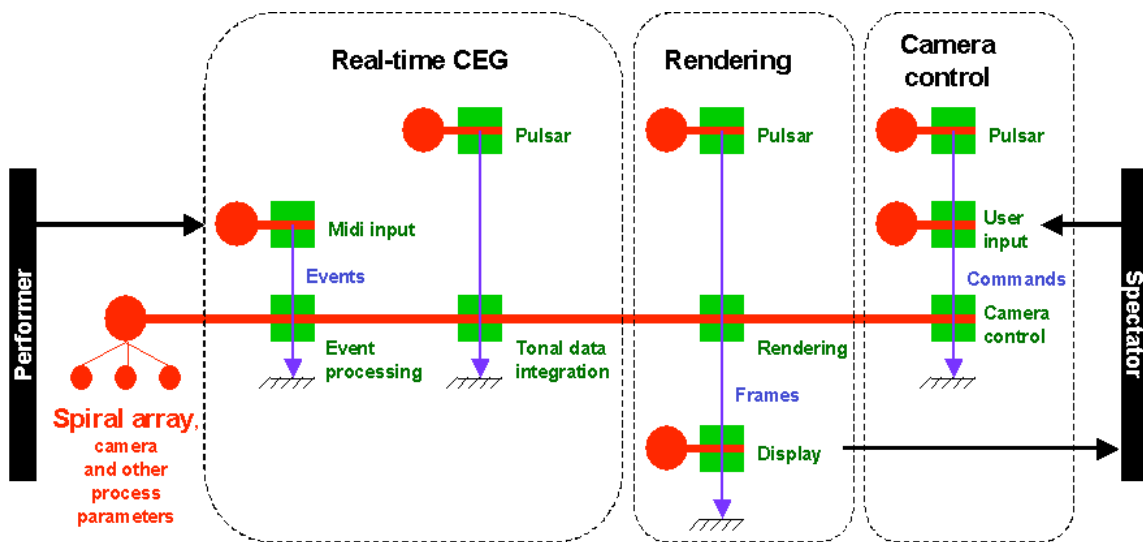 Real-time CEG
Rendering
Camera
control
Pulsar
Pulsar
Pulsar
Performer
Midi input
User
input
Spectator
Events
Commands
Event
processing
Tonal data
integration
Rendering
Camera
control
Spiral array,
camera
and other
process
parameters
Frames
Display